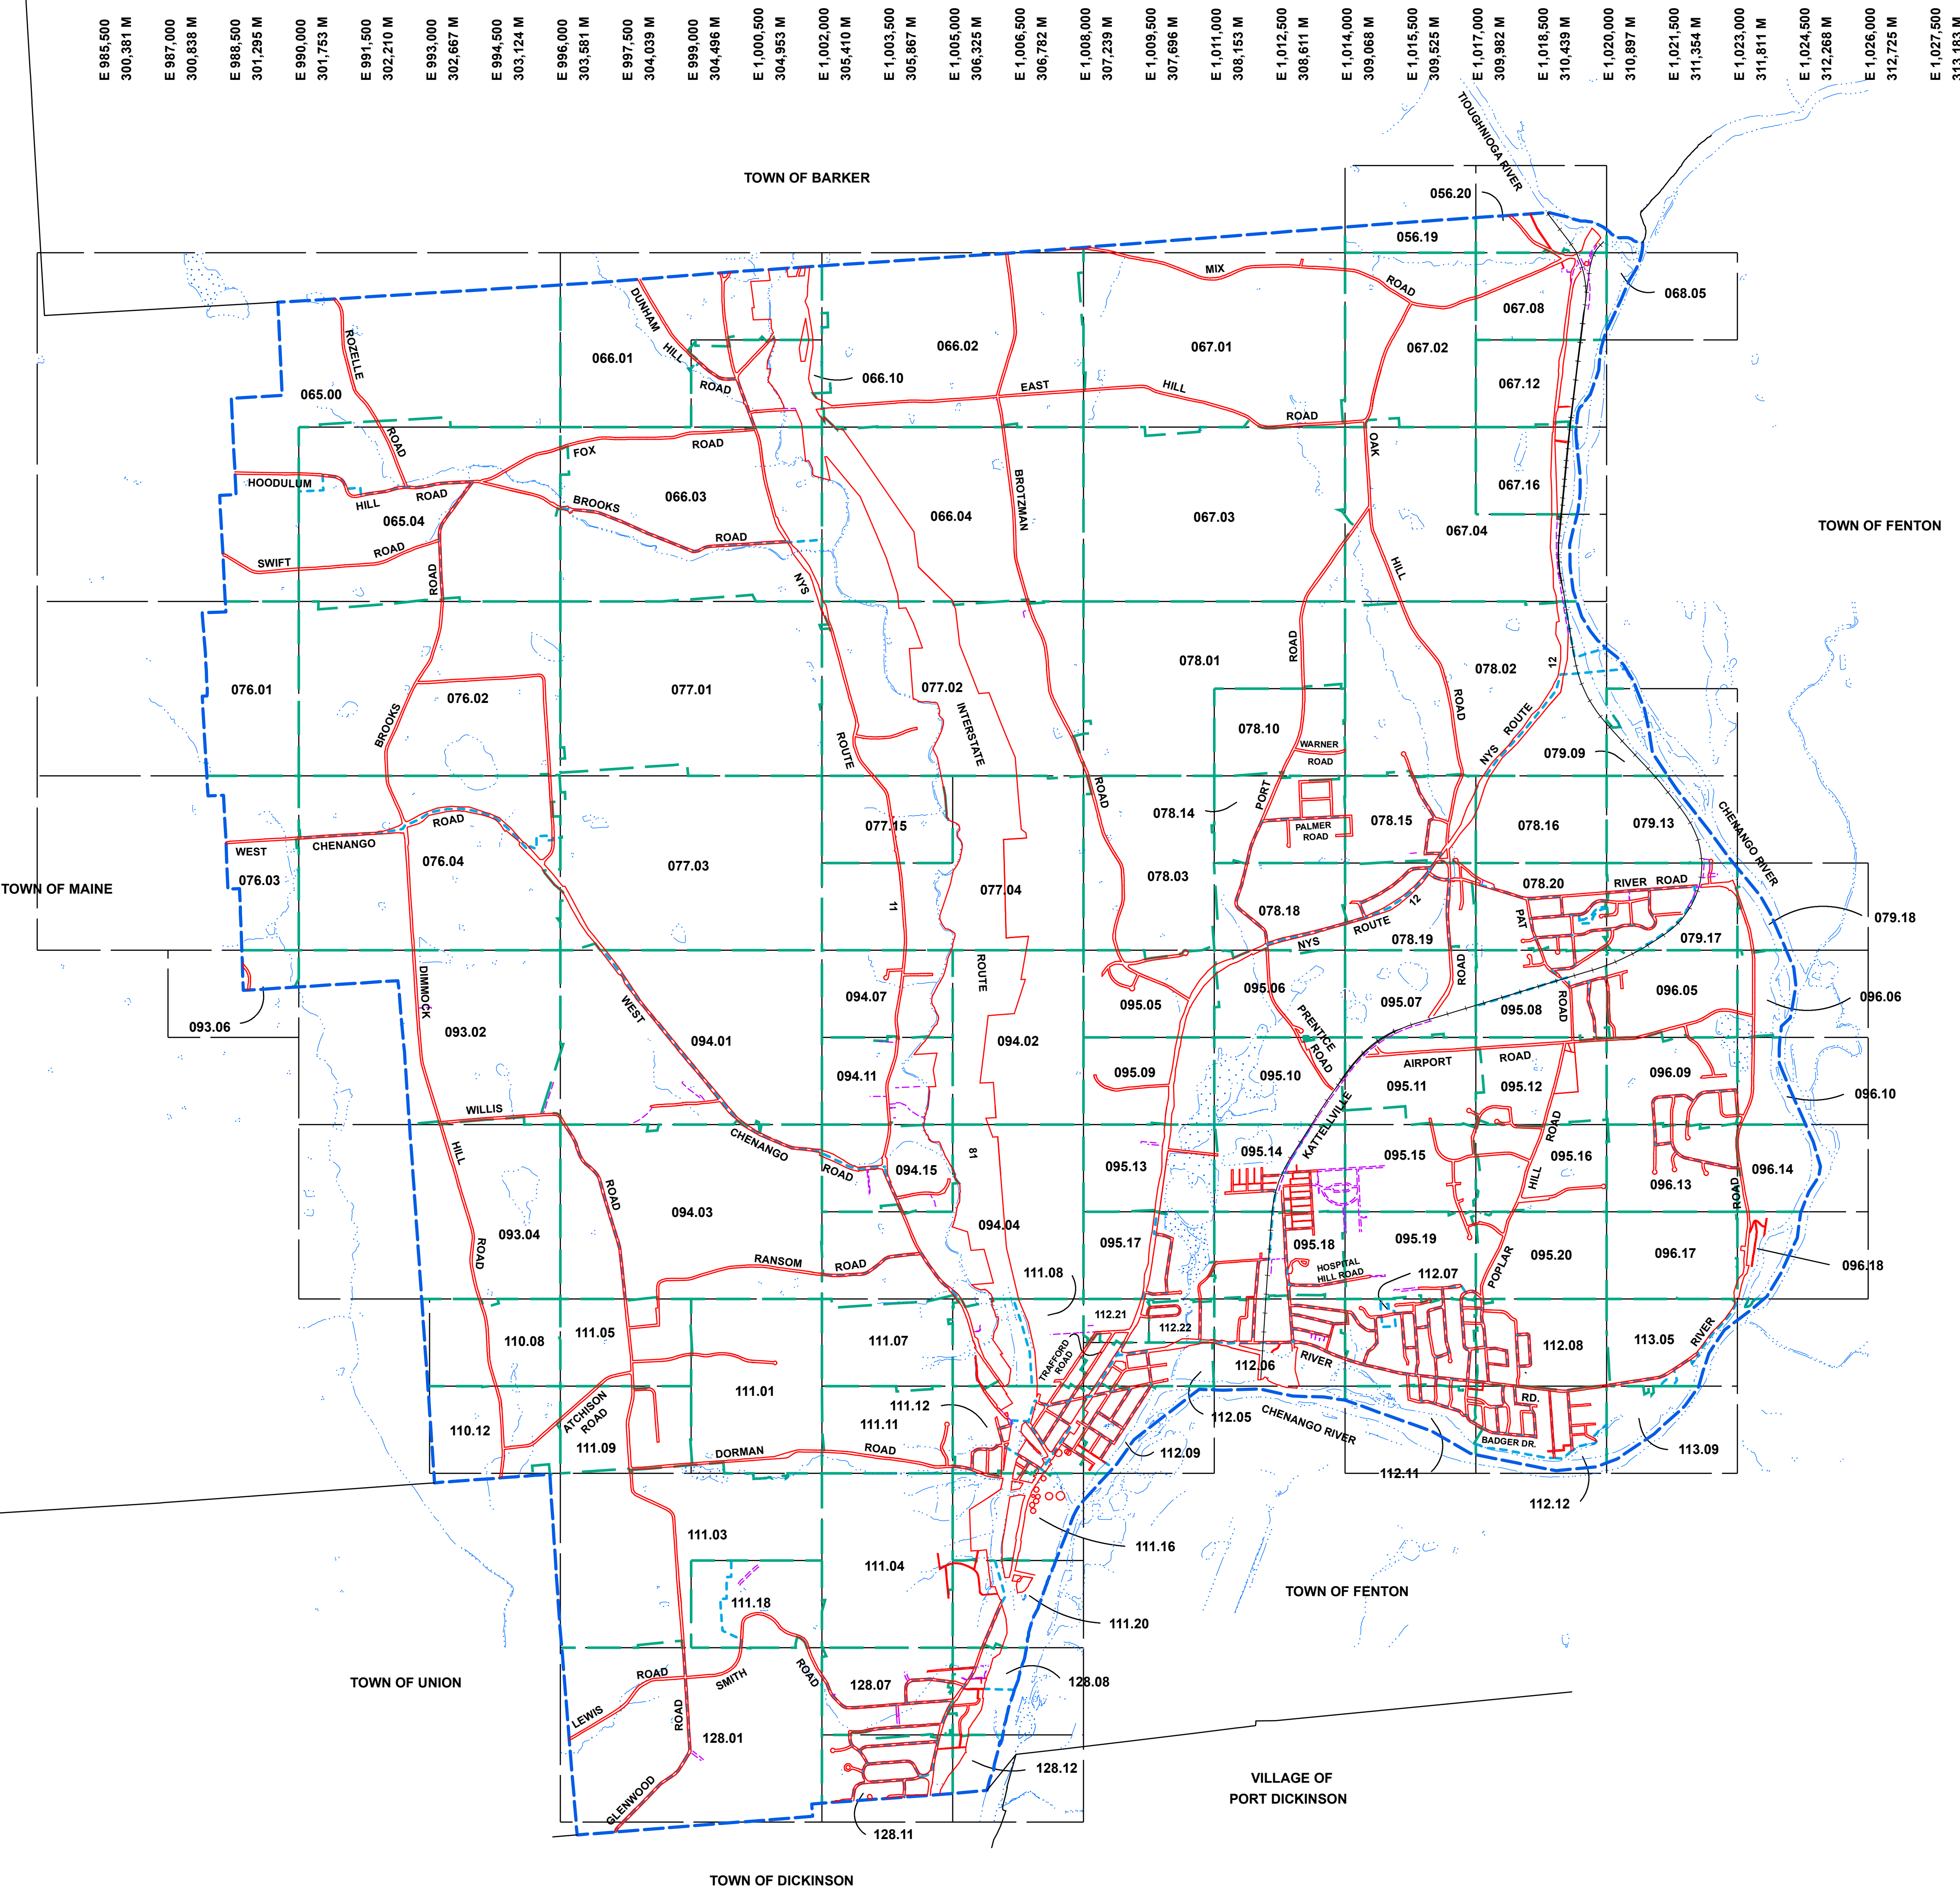 E 985,500
300,381 M
E 987,000
300,838 M
E 988,500
301,295 M
E 990,000
301,753 M
E 991,500
302,210 M
E 993,000
302,667 M
E 994,500
303,124 M
E 996,000
303,581 M
E 997,500
304,039 M
E 999,000
304,496 M
E 1,000,500
304,953 M
E 1,002,000
305,410 M
E 1,003,500
305,867 M
E 1,005,000
306,325 M
E 1,006,500
306,782 M
E 1,008,000
307,239 M
E 1,009,500
307,696 M
E 1,011,000
308,153 M
E 1,012,500
308,611 M
E 1,014,000
309,068 M
E 1,015,500
309,525 M
E 1,017,000
309,982 M
E 1,018,500
310,439 M
E 1,020,000
310,897 M
E 1,021,500
311,354 M
E 1,023,000
311,811 M
E 1,024,500
312,268 M
E 1,026,000
312,725 M
E 1,027,500
313,183 M
TIOUGHNIOGA RIVER
TOWN OF BARKER
056.20
056.19
MIX
ROAD
068.05
067.08
DUNHAM
HILL
ROAD
ROZELLE
ROAD
066.01
066.02
067.01
067.02
066.10
065.00
EAST
HILL
ROAD
067.12
FOX
ROAD
OAK
HOODULUM
HILL
ROAD
065.04
066.03
BROOKS
ROAD
066.04
BROTZMAN
067.03
067.16
067.04
TOWN OF FENTON
SWIFT
ROAD
ROAD
NYS
HILL
ROAD
076.01
076.02
077.01
077.02
078.01
078.02
12
BROOKS
ROUTE
INTERSTATE
ROAD
078.10
WARNER
ROAD
NYS
ROUTE
079.09
PORT
ROAD
078.14
PALMER
ROAD
078.15
078.16
079.13
CHENANGO RIVER
077.15
WEST
CHENANGO
ROAD
076.04
076.03
077.03
077.04
078.03
078.20
RIVER ROAD
TOWN OF MAINE
11
078.18
NYS
ROUTE
12
078.19
PAT
079.17
079.18
DIMMOCK
WEST
ROUTE
094.07
095.05
095.06
095.07
ROAD
095.08
ROAD
096.05
096.06
093.06
093.02
094.01
094.02
PRENTICE
ROAD
AIRPORT
ROAD
094.11
095.09
095.10
095.11
095.12
096.09
096.10
WILLIS
CHENANGO
ROAD
HILL
KATTELLVILLE
ROAD
094.15
81
095.13
095.14
095.15
HILL
095.16
096.13
096.14
ROAD
ROAD
093.04
094.03
094.04
ROAD
095.17
095.18
095.19
095.20
096.17
096.18
RANSOM
ROAD
HOSPITAL
HILL ROAD
POPLAR
111.08
112.07
112.21
112.22
110.08
111.05
111.07
TRAFFORD
ROAD
112.06
RIVER
112.08
113.05
RIVER
111.01
ATCHISON
ROAD
111.12
111.11
112.05
RD.
CHENANGO RIVER
110.12
111.09
DORMAN
ROAD
112.09
BADGER DR.
113.09
112.11
112.12
111.03
111.16
111.04
111.18
111.20
TOWN OF FENTON
TOWN OF UNION
ROAD
SMITH
ROAD
128.07
128.08
LEWIS
ROAD
128.01
128.12
VILLAGE OF
PORT DICKINSON
GLENWOOD
128.11
TOWN OF DICKINSON